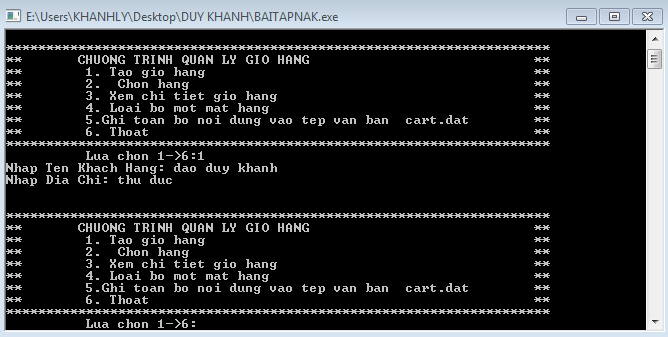 E:\Users\KHANHLY\Desktop\DUY KHANH\BAITAPNAK.exe
*********************************************************************
**       CHUONG TRINH QUAN LY GIO HANG                            **
**        1. Tao gio hang                                         **
**        2.  Chon hang                                           **
**        3. Xem chi tiet gio hang                                **
**        4. Loai bo mot mat hang                                 **
**        5.Ghi toan bo noi dung vao tep van ban  cart.dat        **
**        6. Thoat                                                **
*********************************************************************
Lua chon 1->6:1
Nhap Ten Khach Hang: dao duy khanh
Nhap Dia Chi: thu duc
*********************************************************************
**       CHUONG TRINH QUAN LY GIO HANG                            **
**        1. Tao gio hang                                         **
**        2.  Chon hang                                           **
**        3. Xem chi tiet gio hang                                **
**        4. Loai bo mot mat hang                                 **
**        5.Ghi toan bo noi dung vao tep van ban  cart.dat        **
**        6. Thoat                                                **
*********************************************************************
Lua chon 1->6: